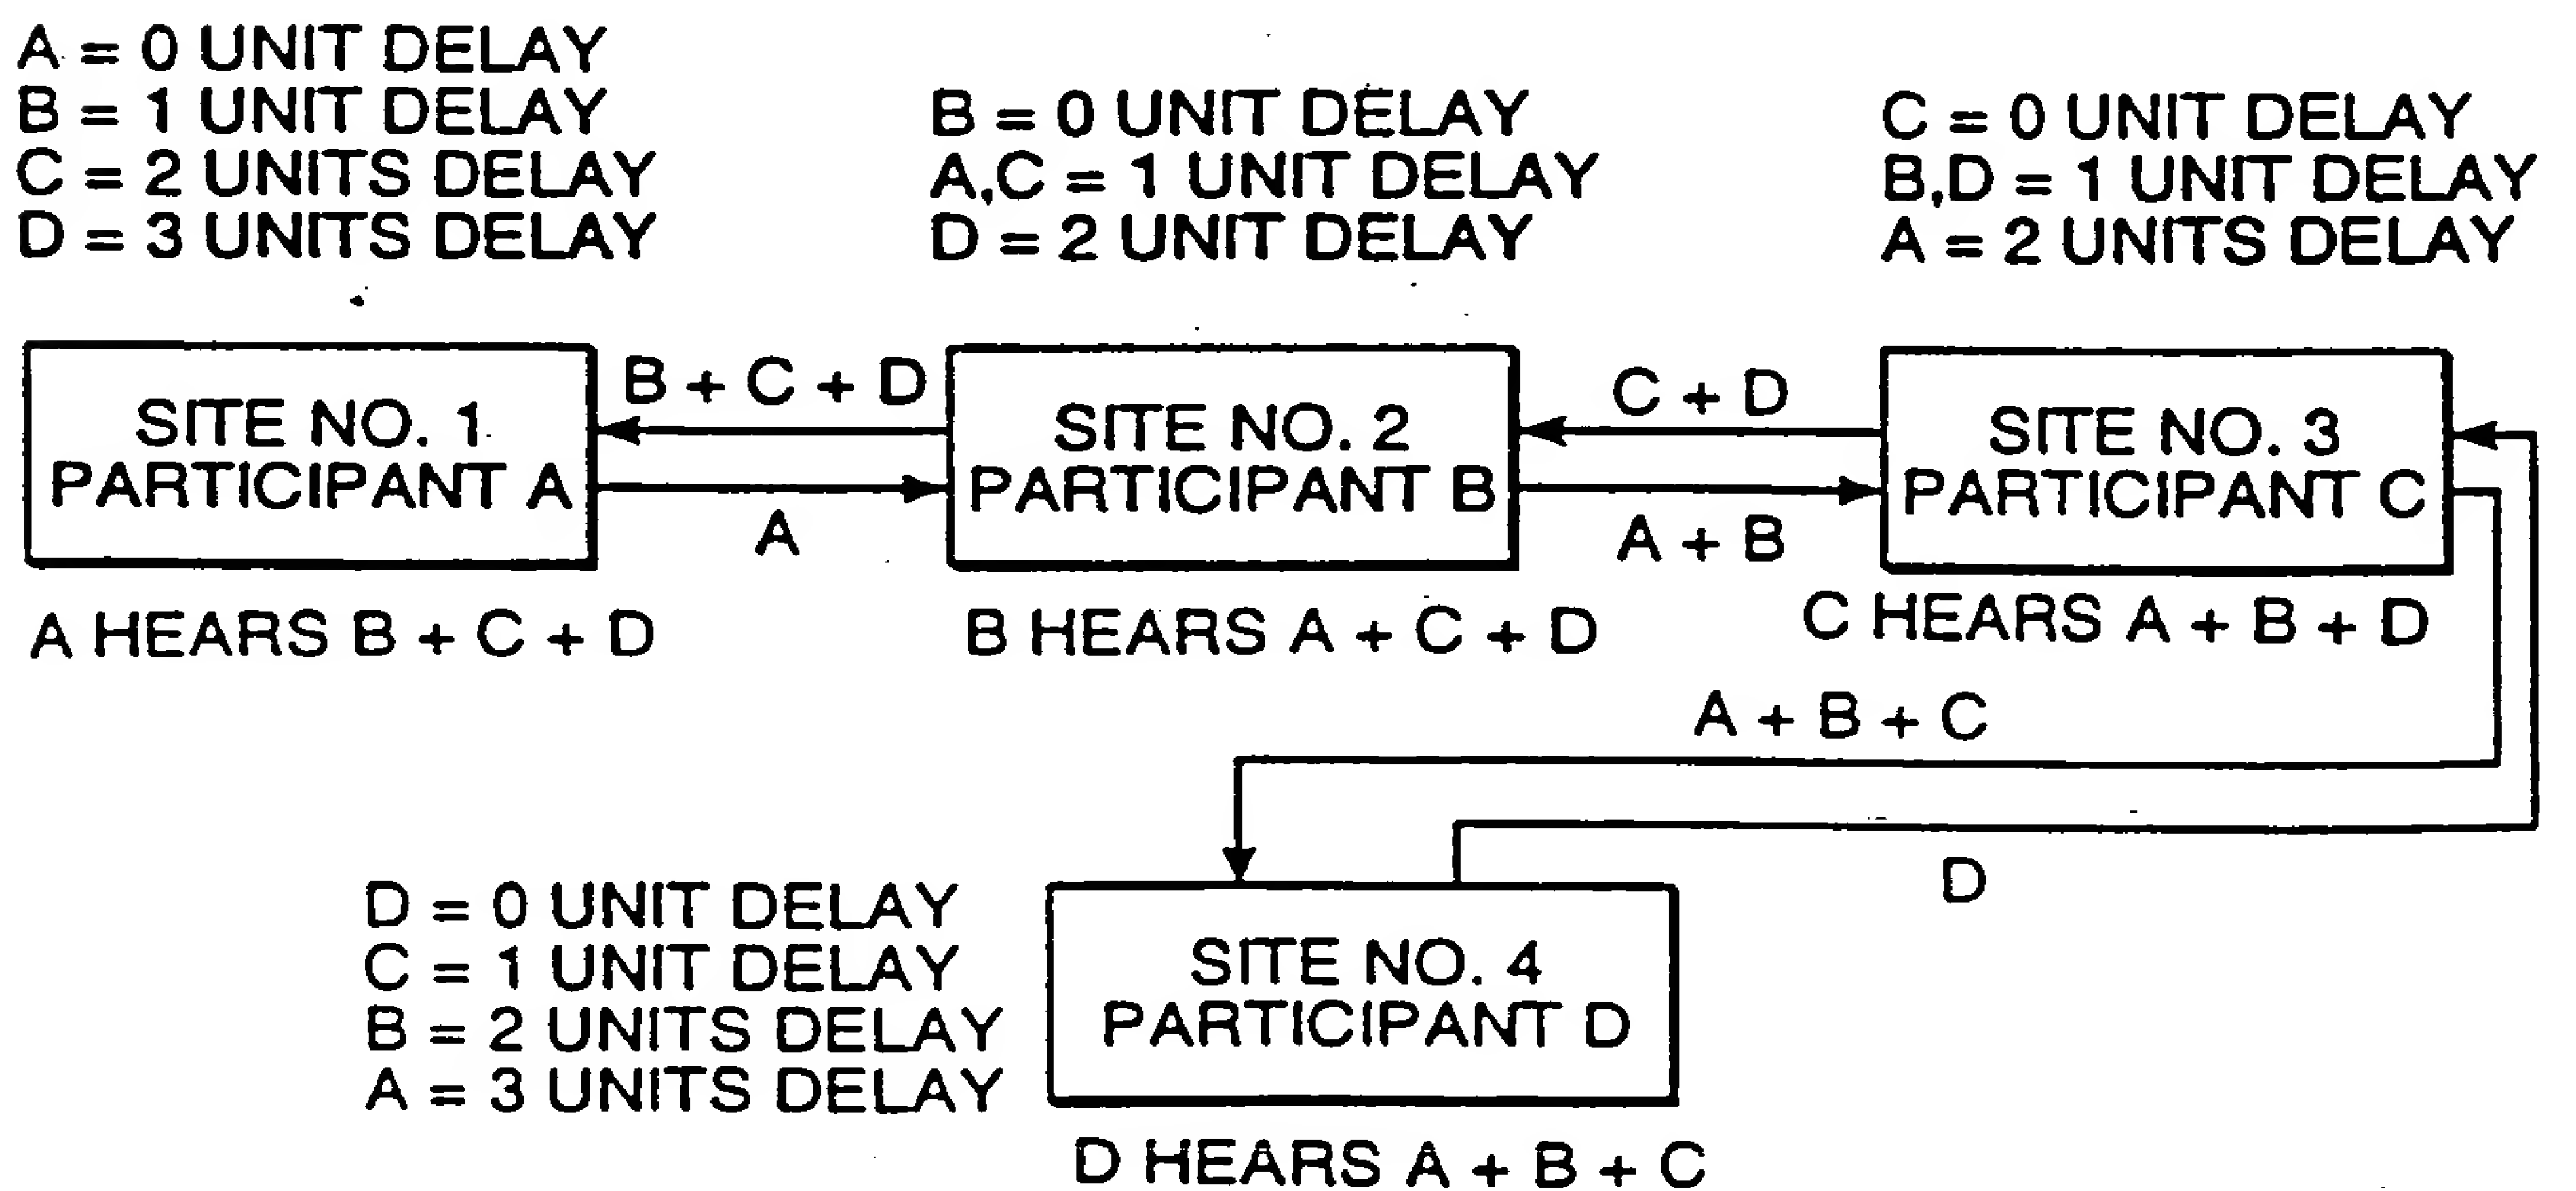 A = 0 UNIT DELAY
B = 1 UNIT DELAY
C = 2 UNITS DELAY
D = 3 UNITS DELAY
B = 0 UNIT DELAY
A,C = 1 UNIT DELAY
D = 2 UNIT DELAY
C = 0 UNIT DELAY
B,D = 1 UNIT DELAY
A = 2 UNITS DELAY
SITE NO. 1
PARTICIPANT A
B + C + D
A
SITE NO. 2
PARTICIPANT B
C + D
A + B
SITE NO. 3
PARTICIPANT C
A HEARS B + C + D
B HEARS A + C + D
C HEARS A + B + D
A + B + C
D
D = 0 UNIT DELAY
C = 1 UNIT DELAY
B = 2 UNITS DELAY
A = 3 UNITS DELAY
SITE NO. 4
PARTICIPANT D
D HEARS A + B + C